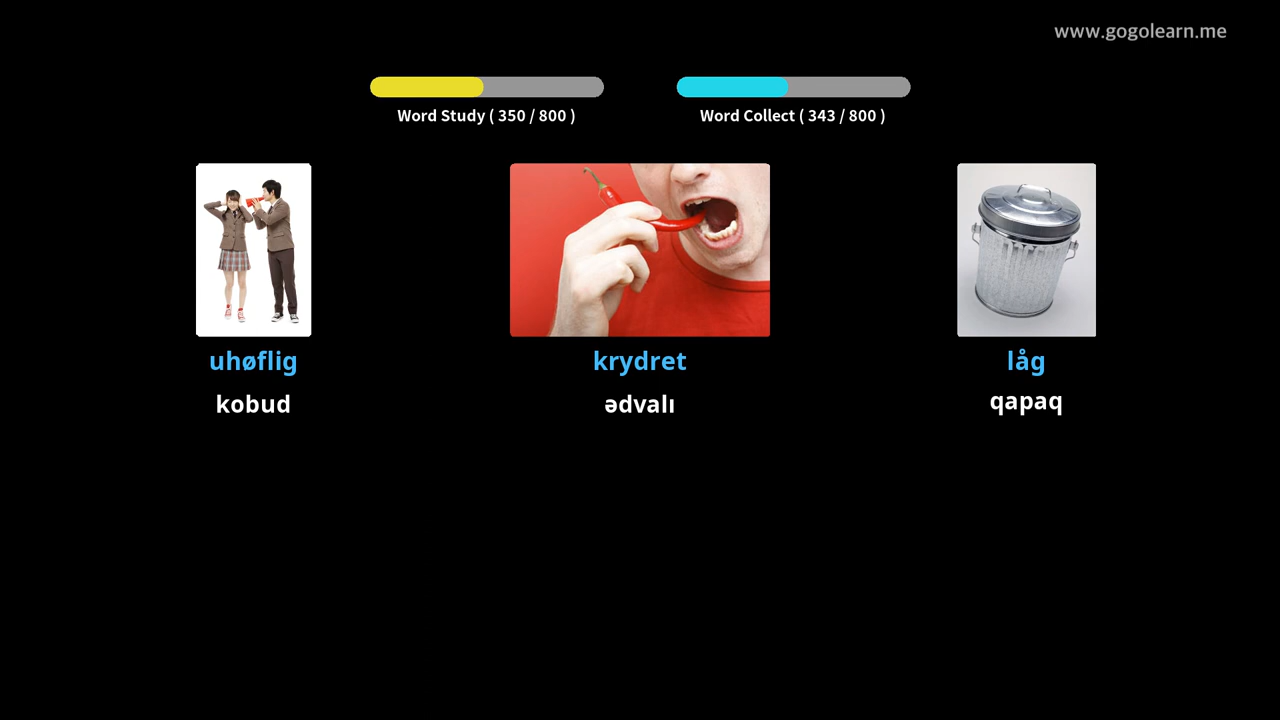 www.gogolearn.me
Word Study ( 350 / 800 )
Word Collect ( 343 / 800 )
uhøflig
krydret
låg
kobud
ədvalı
qapaq